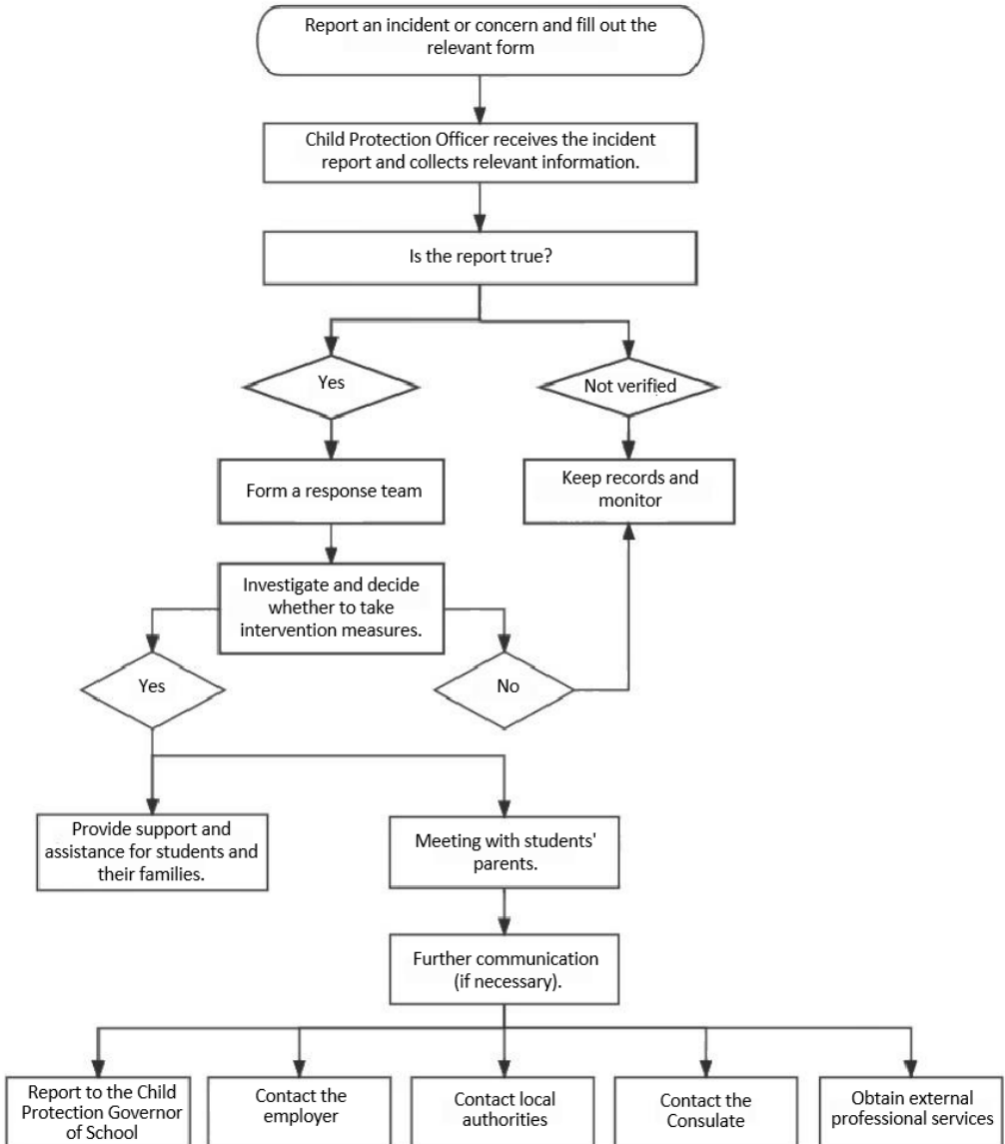 Report an incident or concern and fill out the
relevant form
Child Protection Officer receives the incident
report and collects relevant information.
Is the report true?
Yes
Not verified
Form a response team
Keep records and
monitor
Investigate and decide
whether to take
intervention measures.
Yes
No
Provide support and
assistance for students and
their families.
Meeting with students'
parents.
Further communication
(if necessary).
Report to the Child
Protection Governor
of School
Contact the
employer
Contact local
authorities
Contact the
Consulate
Obtain external
professional services